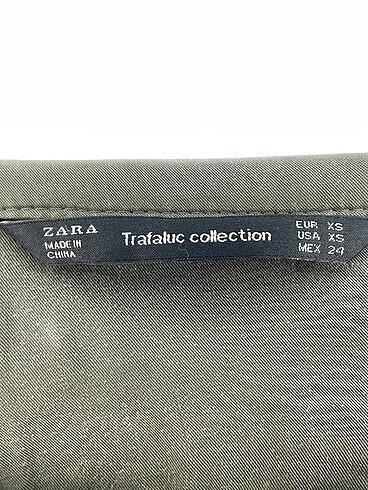 ZARA
MADE IN
CHINA
Trafaluc collection
EUR XS
USA XS
MEX 24